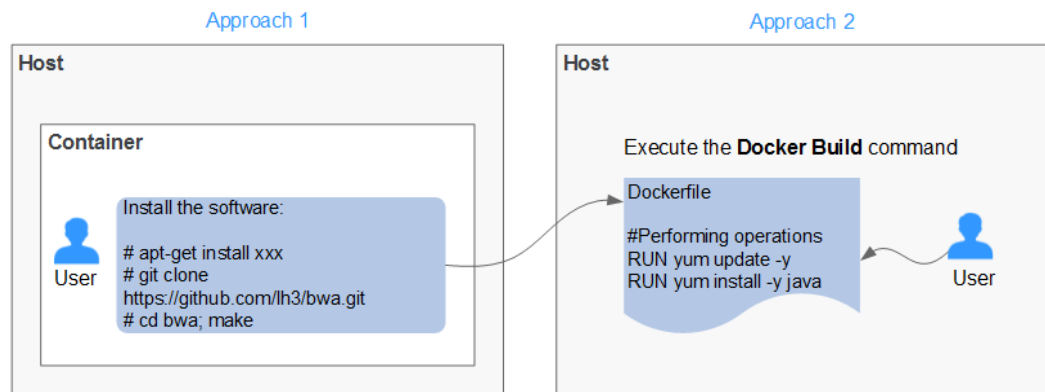 Approach 1
Host
Container
Install the software:
# apt-get install xxx
# git clone
https://github.com/lh3/bwa.git
# cd bwa; make
User
Approach 2
Host
Execute the Docker Build command
Dockerfile
#Performing operations
RUN yum update -y
RUN yum install -y java
User